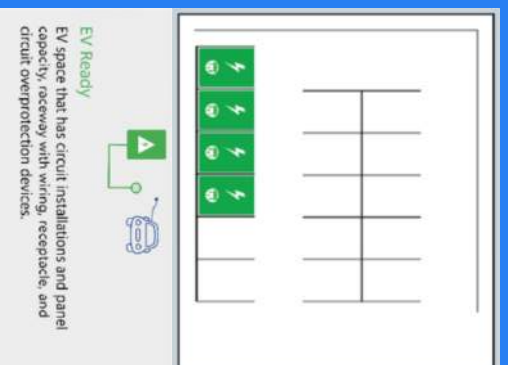 EV Ready
EV space that has circuit installations and panel
capacity, raceway with wiring, receptacle, and
circuit overprotection devices.